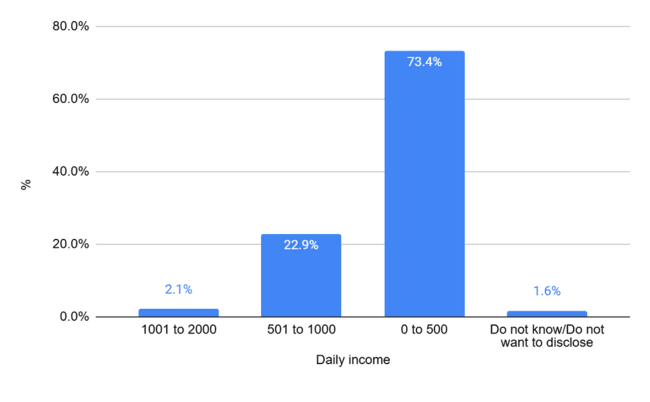 80.0%
60.0%
40.0%
20.0%
0.0%
%
73.4%
22.9%
2.1%
1.6%
1001 to 2000
501 to 1000
0 to 500
Do not know/Do not
want to disclose
Daily income